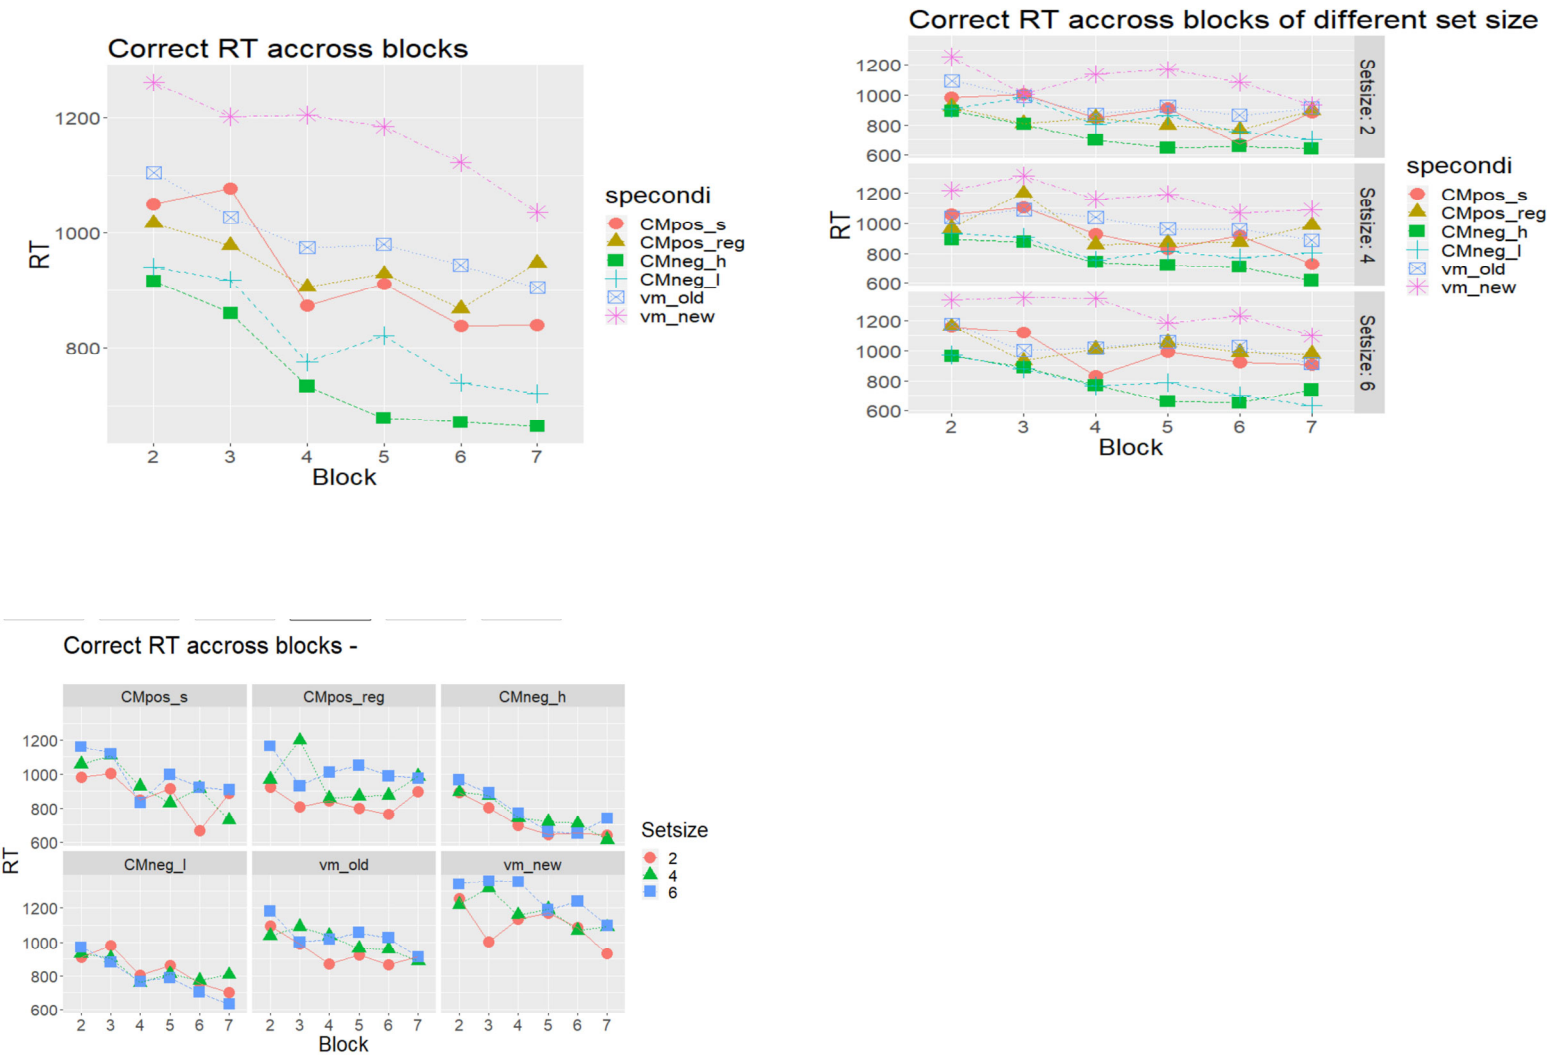 Correct RT accross blocks
1200
1000
800
RT
2 3 4 5 6 7
Block
specondi
CMpos_s
CMpos_reg
CMneg_h
CMneg_l
vm_old
vm_new
Correct RT accross blocks of different set size
1200
1000
800
600
Setsize: 2
1200
1000
800
600
Setsize: 4
1200
1000
800
600
Setsize: 6
RT
2 3 4 5 6 7
Block
specondi
CMpos_s
CMpos_reg
CMneg_h
CMneg_l
vm_old
vm_new
Correct RT accross blocks -
CMpos_s CMpos_reg CMneg_h
1200
1000
800
600
CMneg_l vm_old vm_new
1200
1000
800
600
RT
2 3 4 5 6 7 2 3 4 5 6 7 2 3 4 5 6 7
Block
Setsize
2
4
6